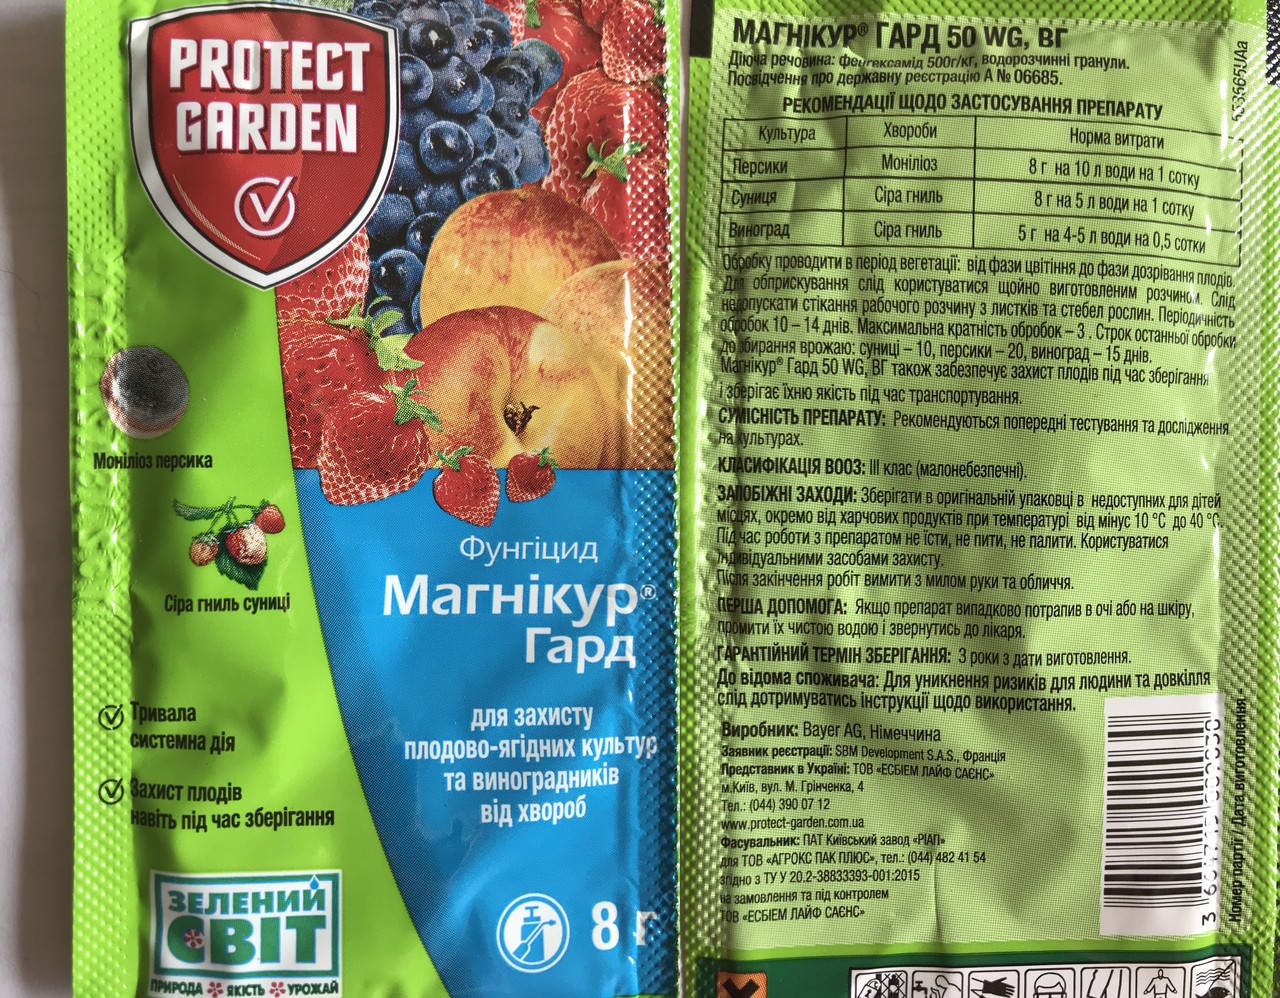 PROTECT
GARDEN
Моніліоз персика
Сіра гниль суниці
Фунгіцид
Магнікур®
Гард
для захисту
плодово-ягідних культур
та виноградників
від хвороб
Тривала
системна дія
Захист плодів
навіть під час зберігання
ЗЕЛЕНИЙ
СВІТ
ПРИРОДА ЯКІСТЬ УРОЖАЙ
8 г
МАГНІКУР® ГАРД 50 WG, ВГ
Діюча речовина: фенгексамід 500г/кг, водорозчинні гранули.
Посвідчення про державну реєстрацію А № 06685.
РЕКОМЕНДАЦІЇ ЩОДО ЗАСТОСУВАННЯ ПРЕПАРАТУ
Культура Хвороби Норма витрати
Персики Моніліоз 8 г на 10 л води на 1 сотку
Суниця Сіра гниль 8 г на 5 л води на 1 сотку
Виноград Сіра гниль 5 г на 4-5 л води на 0,5 сотки
Обробку проводити в період вегетації: від фази цвітіння до фази дозрівання плодів.
Для обприскування слід користуватися щойно виготовленим розчином. Слід
недопускати стікання рабочого розчину з листків та стебел рослин. Періодичність
обробок 10 – 14 днів. Максимальна кратність обробок – 3 . Строк останньої обробки
до збирання врожаю: суниці – 10, персики – 20, виноград – 15 днів.
Магнікур® Гард 50 WG, ВГ також забезпечує захист плодів під час зберігання
і зберігає їхню якість під час транспортування.
СУМІСНІСТЬ ПРЕПАРАТУ: Рекомендуються попередні тестування та дослідження
на культурах.
КЛАСИФІКАЦІЯ ВООЗ: III клас (малонебезпечні).
ЗАПОБІЖНІ ЗАХОДИ: Зберігати в оригінальній упаковці в недоступних для дітей
місцях, окремо від харчових продуктів при температурі від мінус 10 °C до 40 °C.
Під час роботи з препаратом не їсти, не пити, не палити. Користуватися
індивідуальними засобами захисту.
Після закінчення робіт вимити з милом руки та обличчя.
ПЕРША ДОПОМОГА: Якщо препарат випадково потрапив в очі або на шкіру,
промити їх чистою водою і звернутись до лікаря.
ГАРАНТІЙНИЙ ТЕРМІН ЗБЕРІГАННЯ: 3 роки з дати виготовлення.
До відома споживача: Для уникнення ризиків для людини та довкілля
слід дотримуватись інструкції щодо використання.
Виробник: Bayer AG, Німеччина
Заявник реєстрації: SBM Development S.A.S., Франція
Представник в Україні: ТОВ «ЕСБІЕМ ЛАЙФ САЄНС»
м.Київ, вул. М. Грінченка, 4
Тел.: (044) 390 07 12
www.protect-garden.com.ua
Фасувальник: ПАТ Київський завод «РІАП»
для ТОВ «АГРОКС ПАК ПЛЮС», тел.: (044) 482 41 54
згідно з ТУ У 20.2-38833393-001:2015
на замовлення та під контролем
ТОВ «ЕСБІЕМ ЛАЙФ САЄНС»
Номер партії / Дата виготовлення